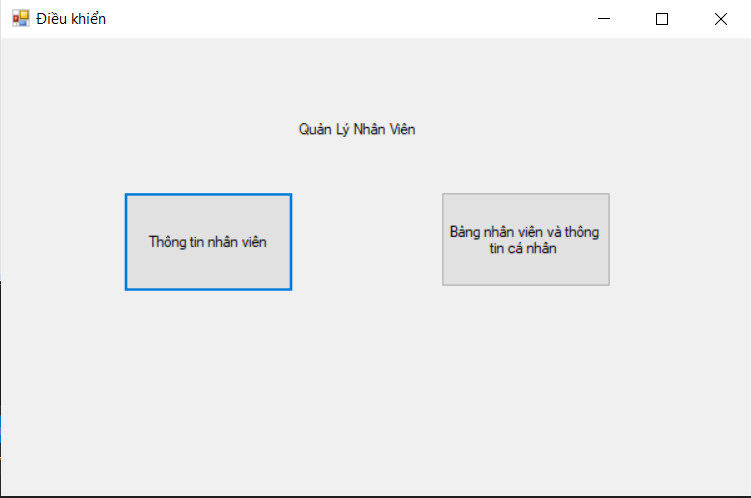 Điều khiển
Quản Lý Nhân Viên
Thông tin nhân viên
Bảng nhân viên và thông
tin cá nhân